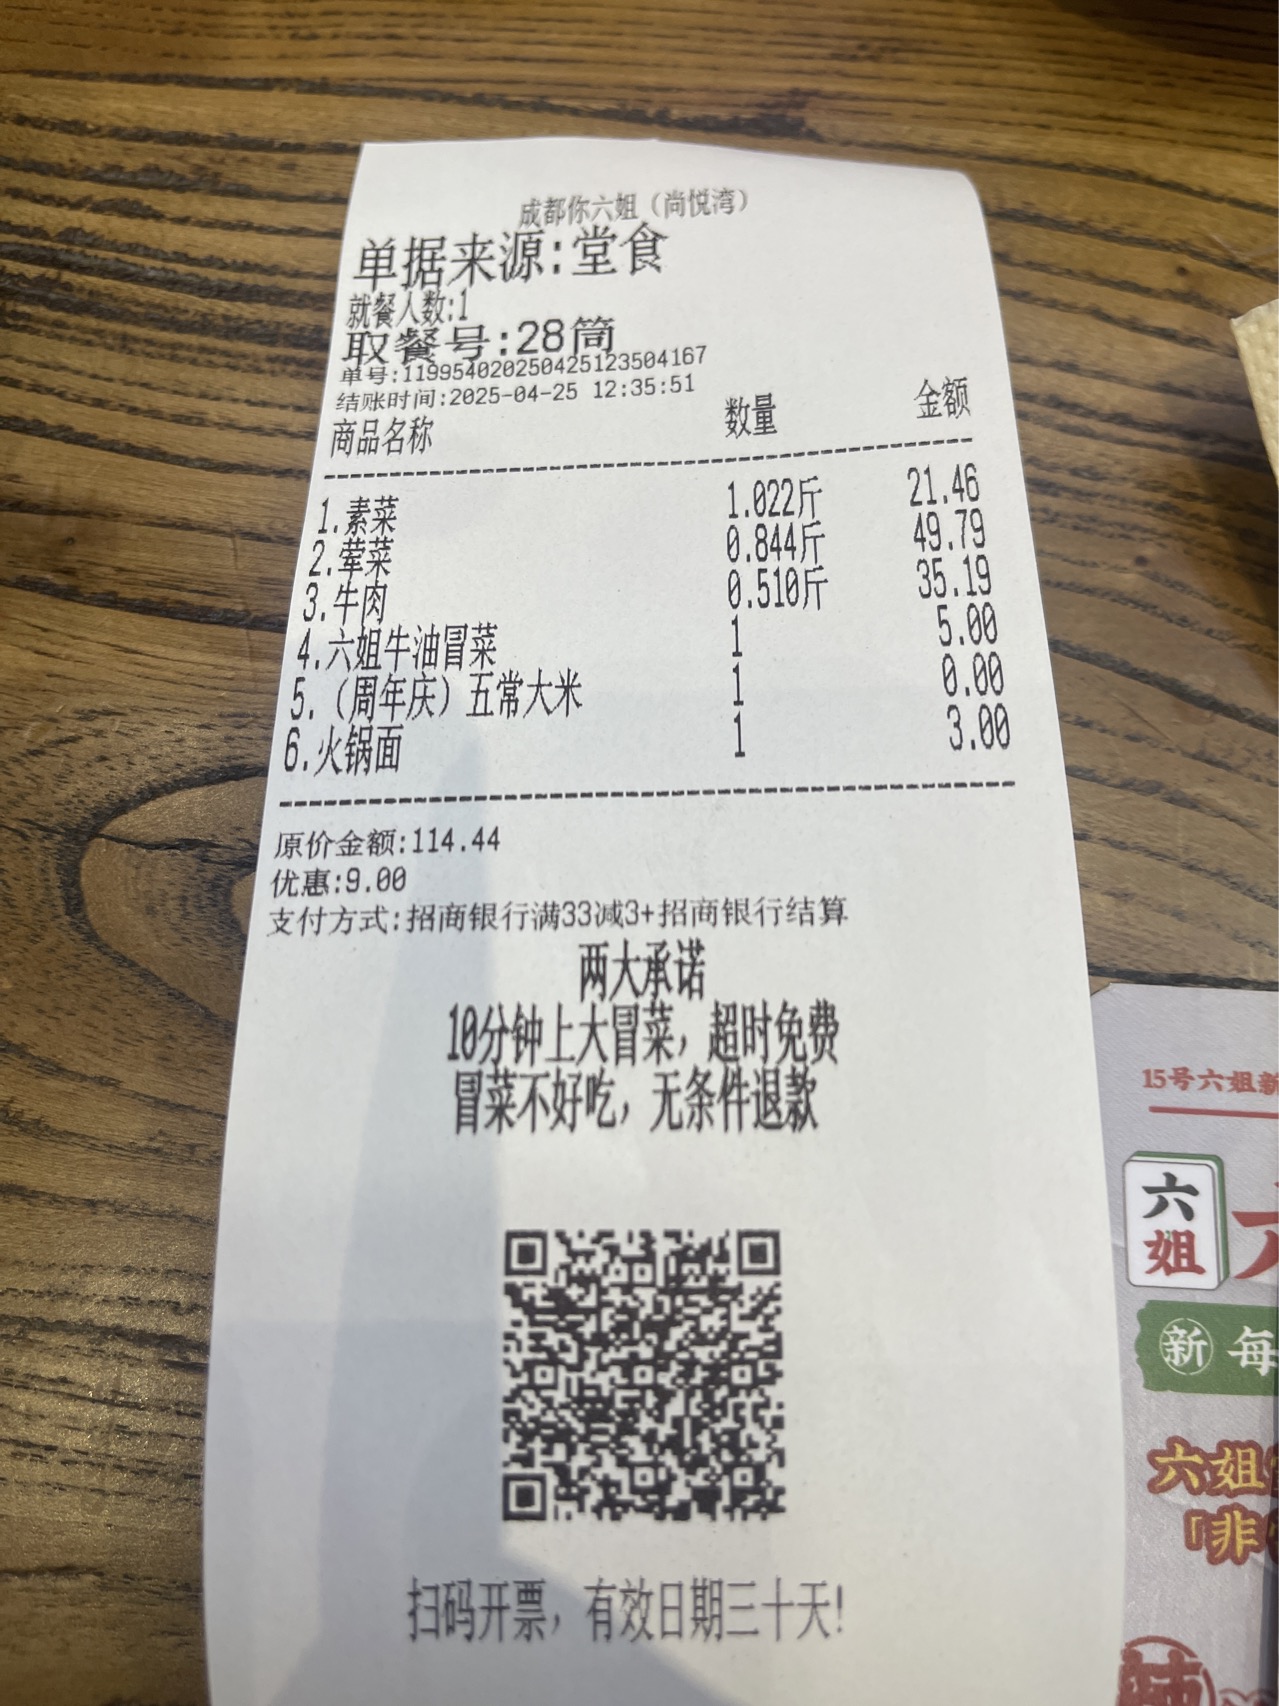 成都你六姐（尚悦湾）
单据来源:堂食
就餐人数:1
取餐号:28筒
单号:119954020250425123504167
结账时间:2025-04-25 12:35:51
商品名称 数量 金额
1.素菜 1.022斤 21.46
2.荤菜 0.844斤 49.79
3.牛肉 0.510斤 35.19
4.六姐牛油冒菜 1 5.00
5.（周年庆）五常大米 1 0.00
6.火锅面 1 3.00
原价金额:114.44
优惠:9.00
支付方式:招商银行满33减3+招商银行结算
两大承诺
10分钟上大冒菜，超时免费
冒菜不好吃，无条件退款
扫码开票，有效日期三十天!
15号六姐新
六姐
新 每
六姐
「非